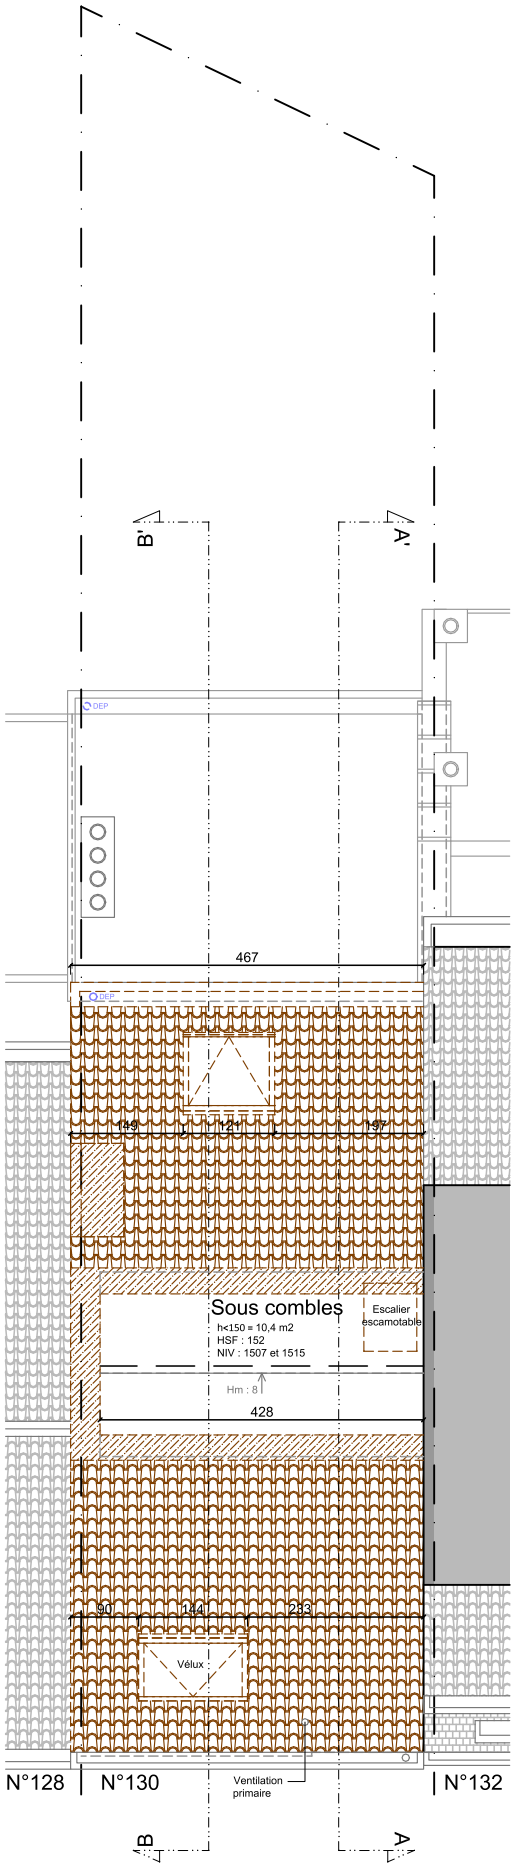 B'
A'
DEP
467
DEP
149
121
197
Sous combles
h<150 = 10,4 m2
HSF : 152
NIV : 1507 et 1515
Escalier
escamotable
Hm : 8
428
90
144
233
Vélux
N°128
N°130
Ventilation
primaire
N°132
B
A